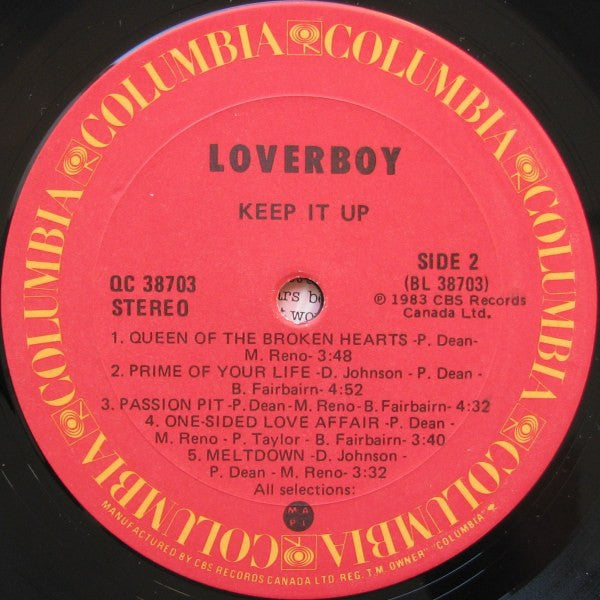 COLUMBIA COLUMBIA COLUMBIA COLUMBIA COLUMBIA COLUMBIA
LOVERBOY
KEEP IT UP
QC 38703
STEREO
SIDE 2
(BL 38703)
℗ 1983 CBS Records
Canada Ltd.
1. QUEEN OF THE BROKEN HEARTS -P. Dean-
M. Reno- 3:48
2. PRIME OF YOUR LIFE -D. Johnson - P. Dean -
B. Fairbairn- 4:52
3. PASSION PIT -P. Dean - M. Reno- B. Fairbairn- 4:32
4. ONE-SIDED LOVE AFFAIR -P. Dean -
M. Reno - P. Taylor - B. Fairbairn- 3:40
5. MELTDOWN -D. Johnson -
P. Dean - M. Reno- 3:32
All selections:
MA
PL
MANUFACTURED BY CBS RECORDS CANADA LTD. REG. T.M. OWNER "COLUMBIA"